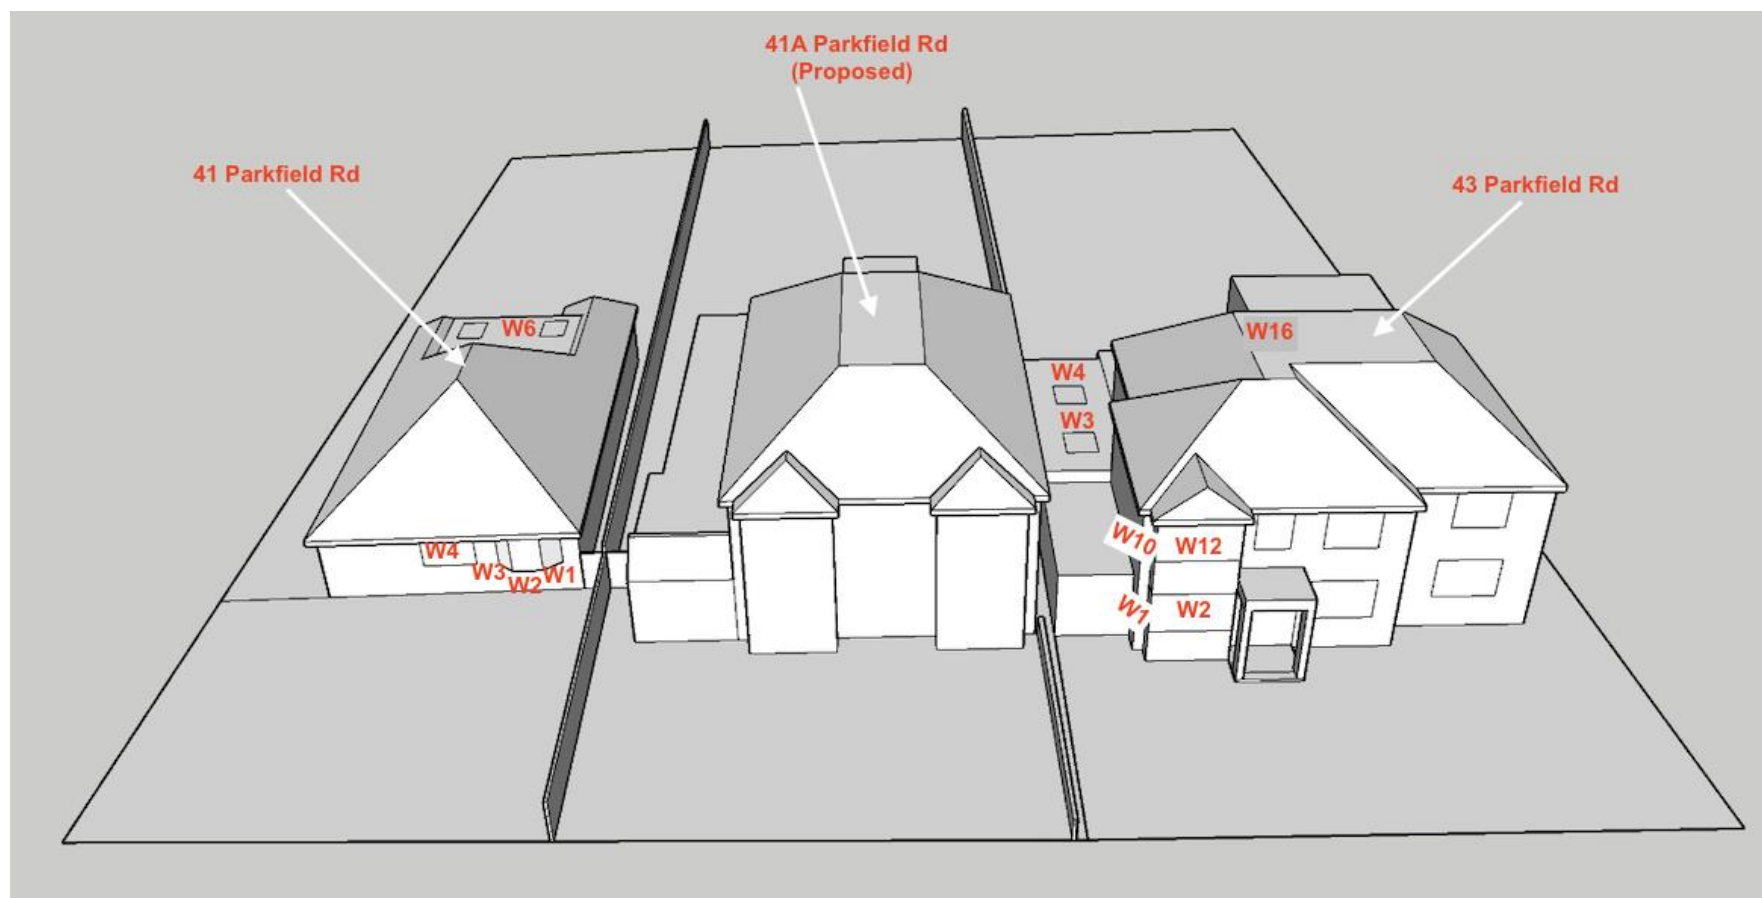 41A Parkfield Rd
(Proposed)
41 Parkfield Rd
43 Parkfield Rd
W6
W16
W4
W3
W4
W3
W2
W1
W10
W12
W1
W2